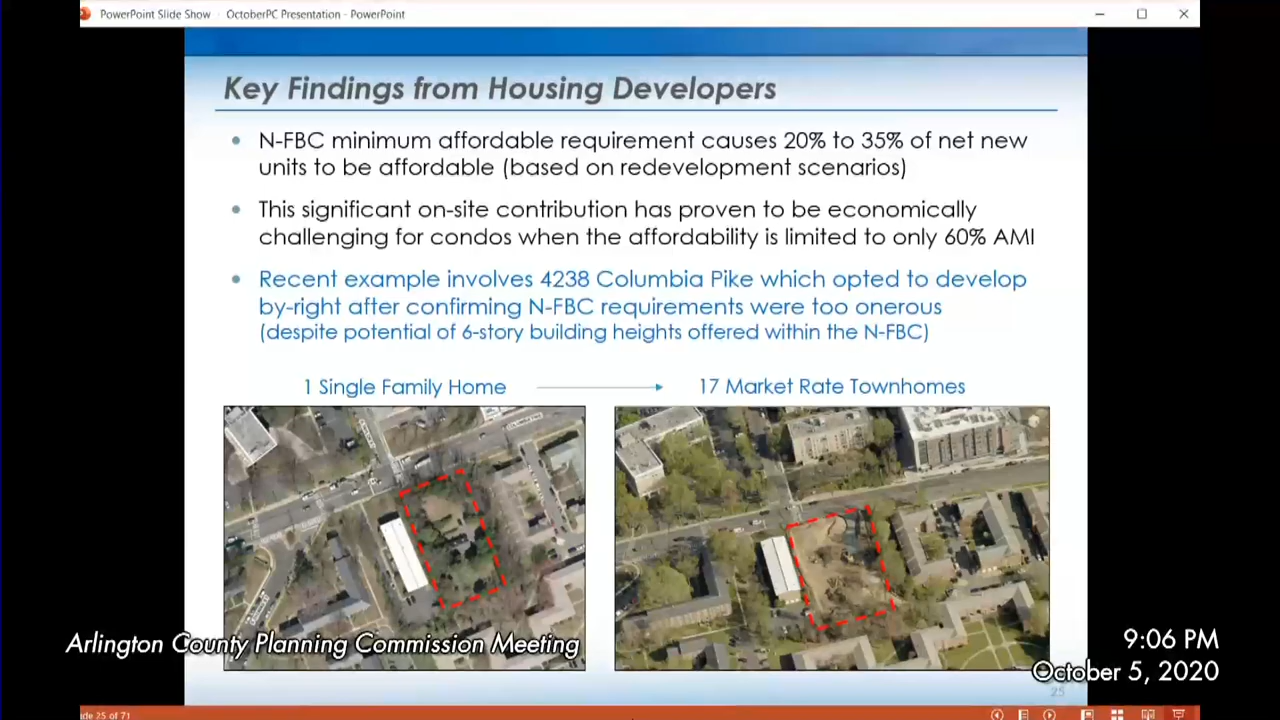 PowerPoint Slide Show - OctoberPC Presentation - PowerPoint
Key Findings from Housing Developers
N-FBC minimum affordable requirement causes 20% to 35% of net new
units to be affordable (based on redevelopment scenarios)
This significant on-site contribution has proven to be economically
challenging for condos when the affordability is limited to only 60% AMI
Recent example involves 4238 Columbia Pike which opted to develop
by-right after confirming N-FBC requirements were too onerous
(despite potential of 6-story building heights offered within the N-FBC)
1 Single Family Home
17 Market Rate Townhomes
Arlington County Planning Commission Meeting
9:06 PM
October 5, 2020
25
de 25 of 71